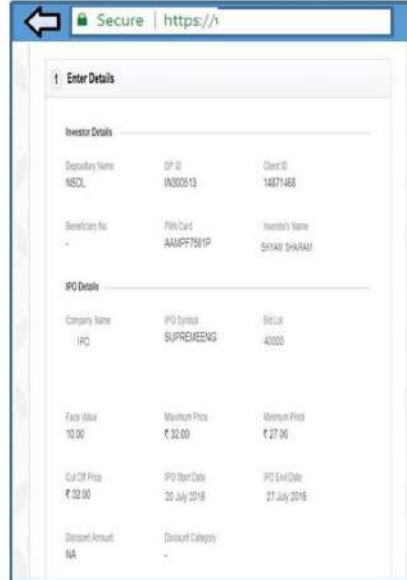 Secure | https://
1 Enter Details
Investor Details
Depository Name DP ID Client ID
NSDL IN300513 14871468
Beneficiary No. PAN Card Investor's Name
- AAMPF7581P SHYAM SHARAM
IPO Details
Company Name IPO Symbol Bid Lot
IPO SUPREMEENG 40000
Face Value Maximum Price Minimum Price
10.00 ₹ 32.00 ₹ 27.00
Cut Off Price IPO Start Date IPO End Date
₹ 32.00 20 July 2018 27 July 2018
Discount Amount Discount Category
NA -